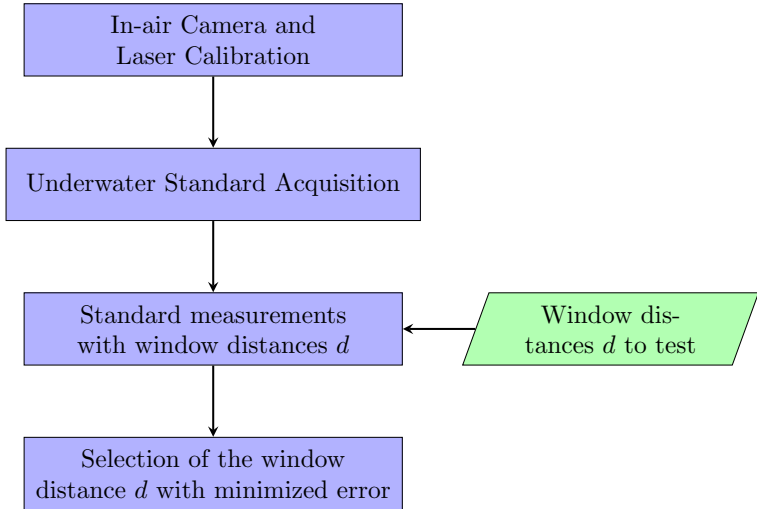 In-air Camera and
Laser Calibration
Underwater Standard Acquisition
Standard measurements
with window distances d
Window dis-
tances d to test
Selection of the window
distance d with minimized error